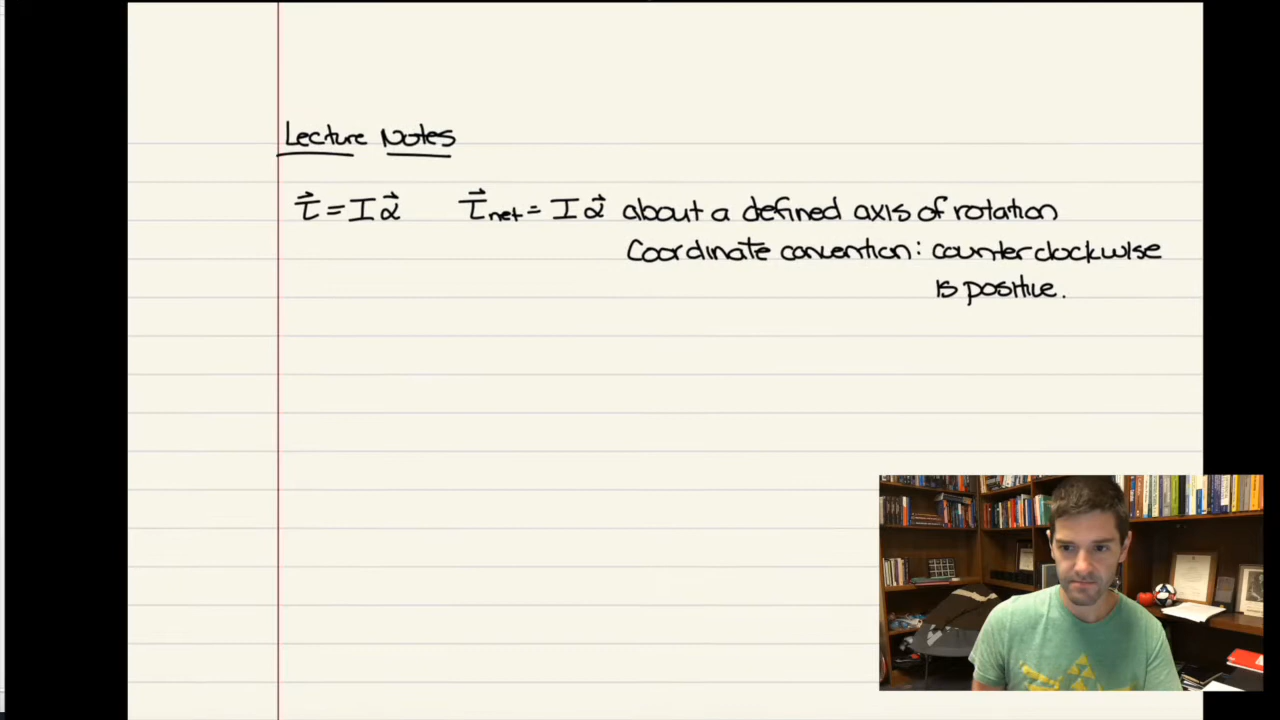 Lecture Notes
τ⃗ = Iα⃗ τ⃗net = Iα⃗ about a defined axis of rotation
Coordinate convention: counterclockwise
is positive.